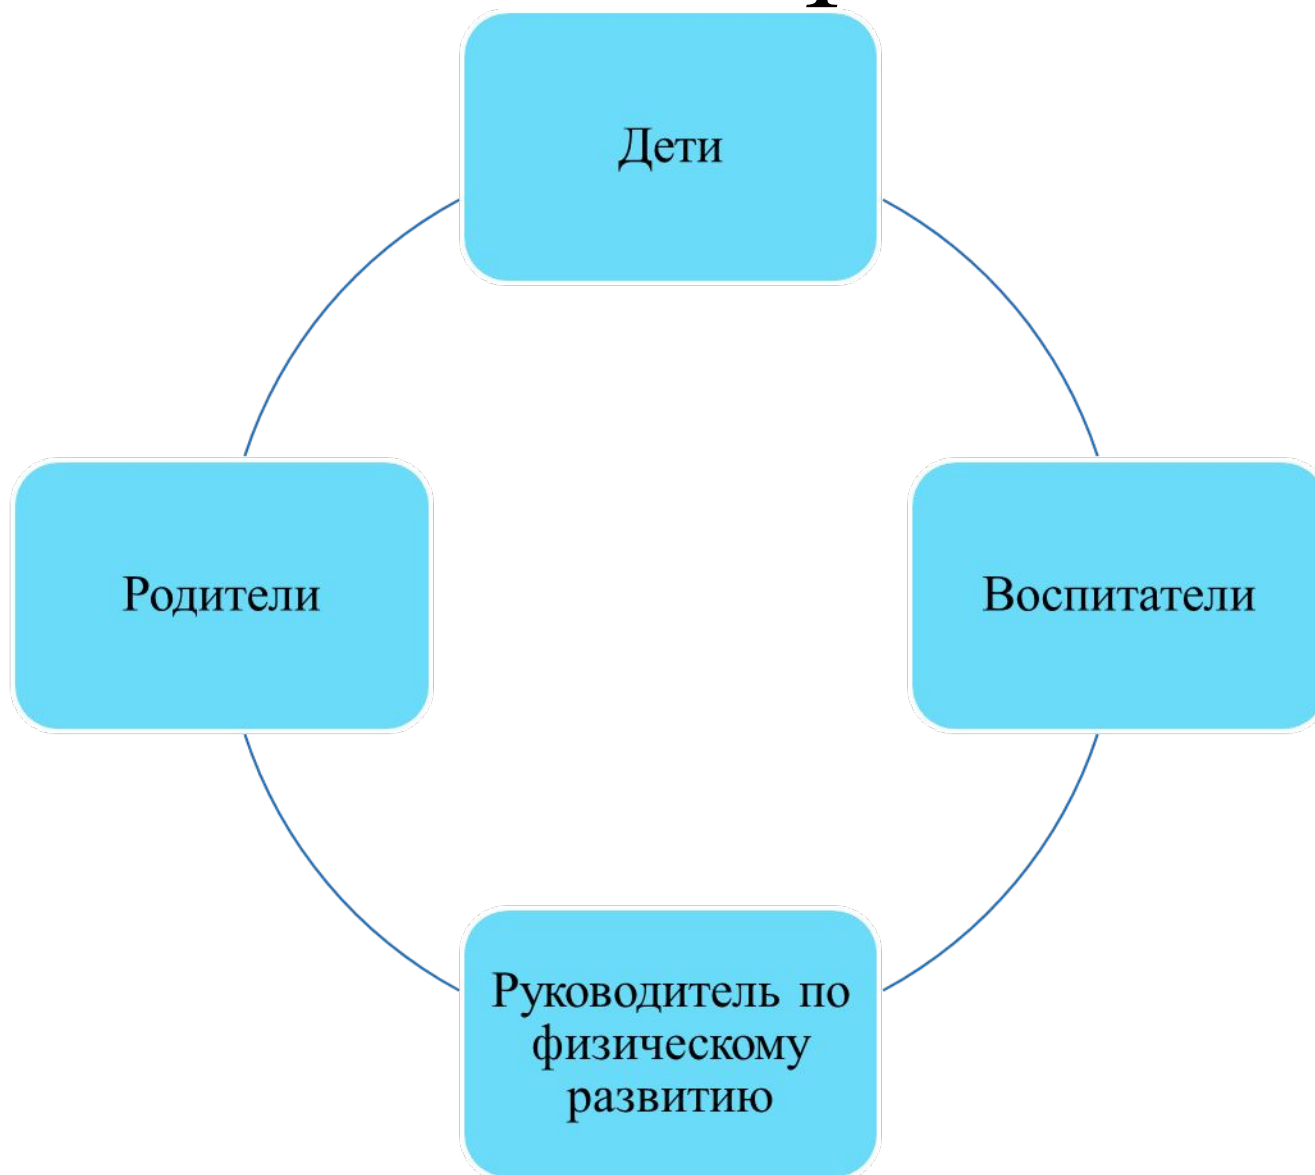 Дети
Родители
Воспитатели
Руководитель по
физическому
развитию